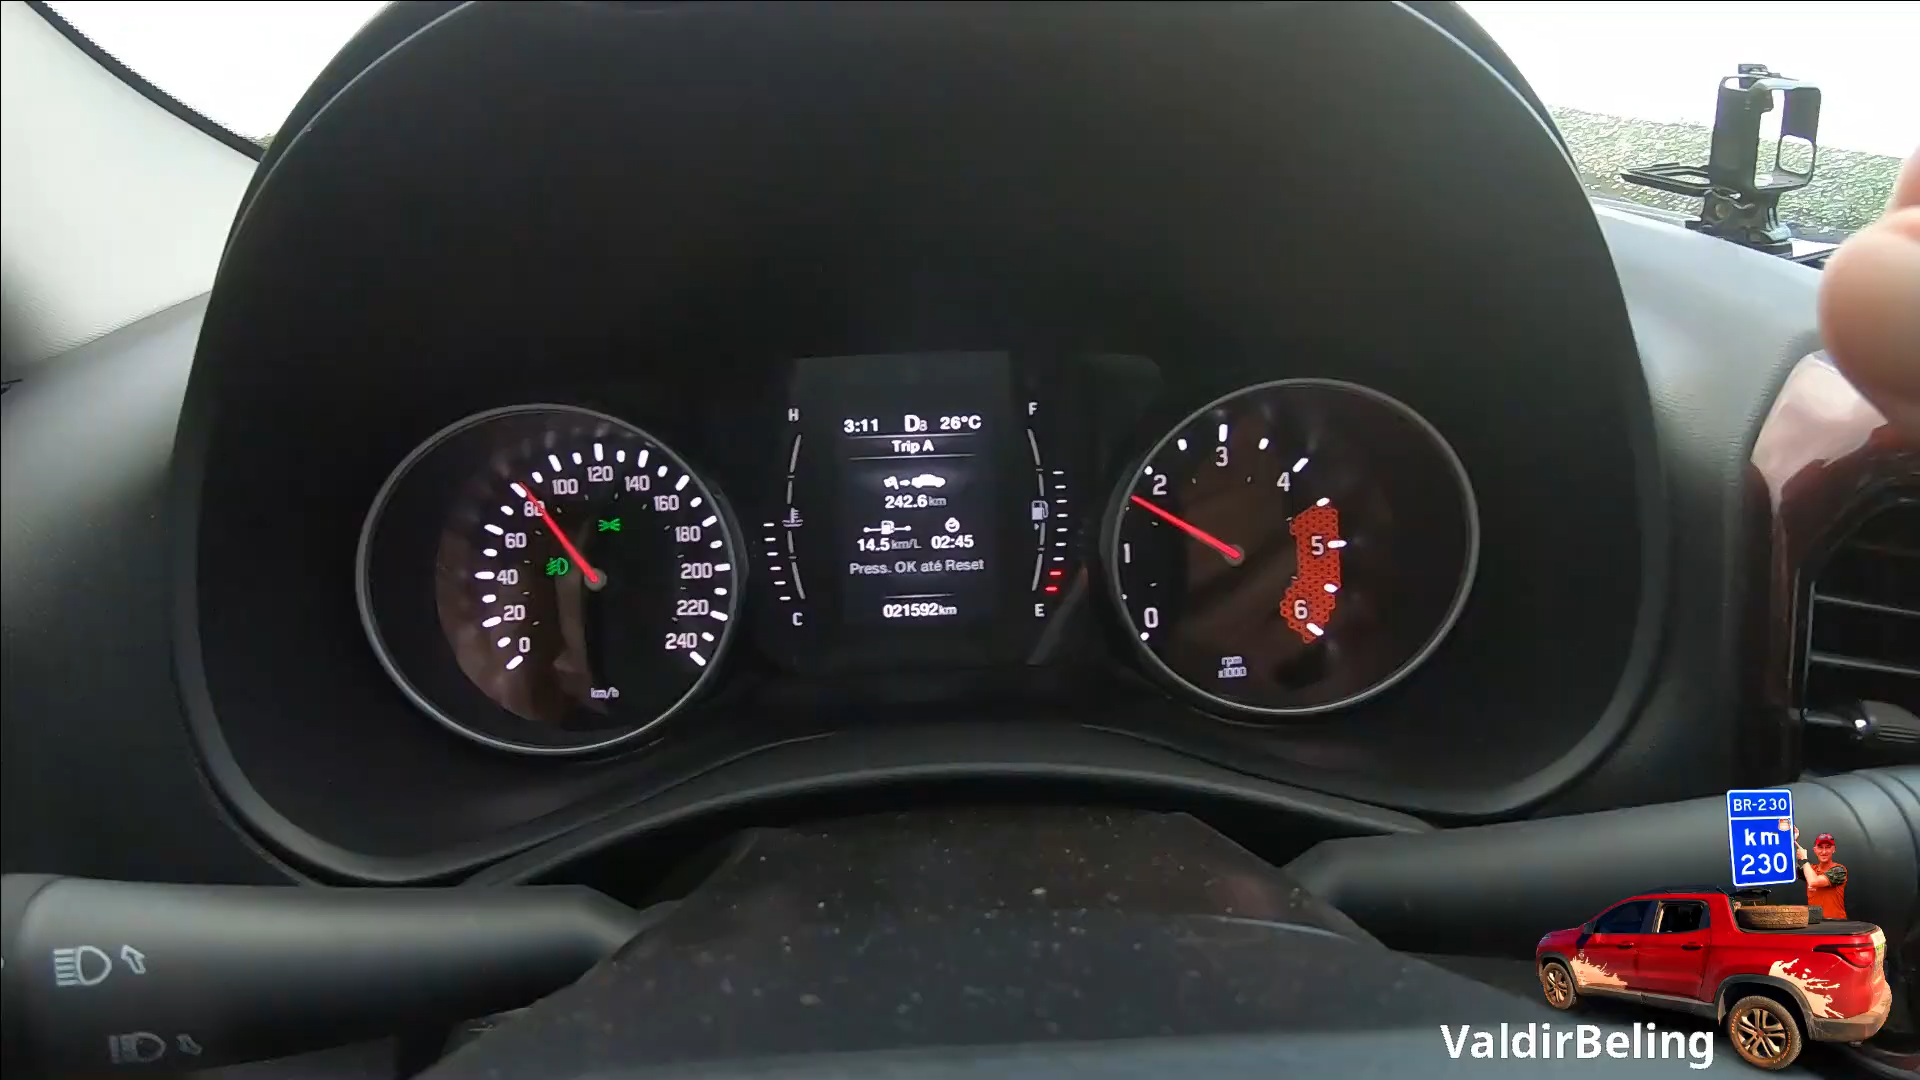 3:11 D8 26°C
Trip A
242.6km
14.5km/L 02:45
Press. OK até Reset
021592km
H
C
F
E
0
20
40
60
80
100
120
140
160
180
200
220
240
km/h
0
1
2
3
4
5
6
rpm
x1000
BR-230
km
230
ValdirBeling